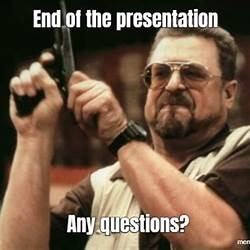 End of the presentation
Any questions?